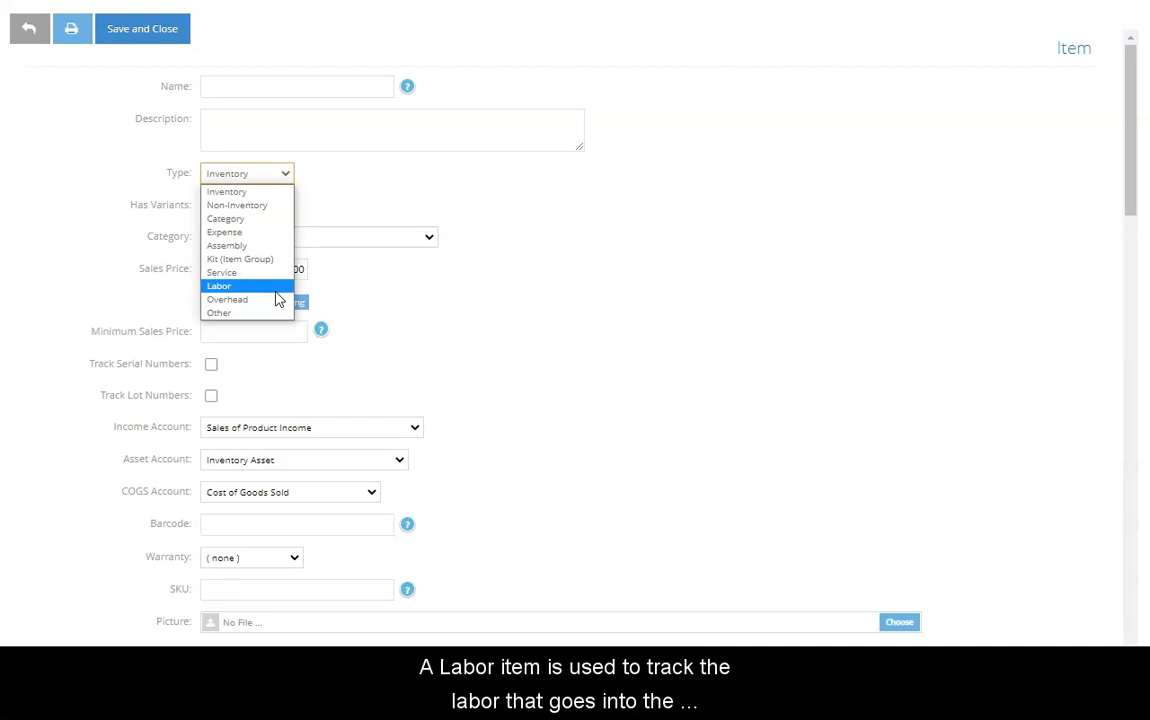 Save and Close
Item
Name:
?
Description:
Type:
Inventory
Inventory
Non-Inventory
Category
Expense
Assembly
Kit (Item Group)
Service
Labor
Overhead
Other
Has Variants:
Category:
Sales Price:
00
ng
Minimum Sales Price:
?
Track Serial Numbers:
Track Lot Numbers:
Income Account:
Sales of Product Income
Asset Account:
Inventory Asset
COGS Account:
Cost of Goods Sold
Barcode:
?
Warranty:
( none )
SKU:
?
Picture:
No File ...
Choose
A Labor item is used to track the
labor that goes into the ...